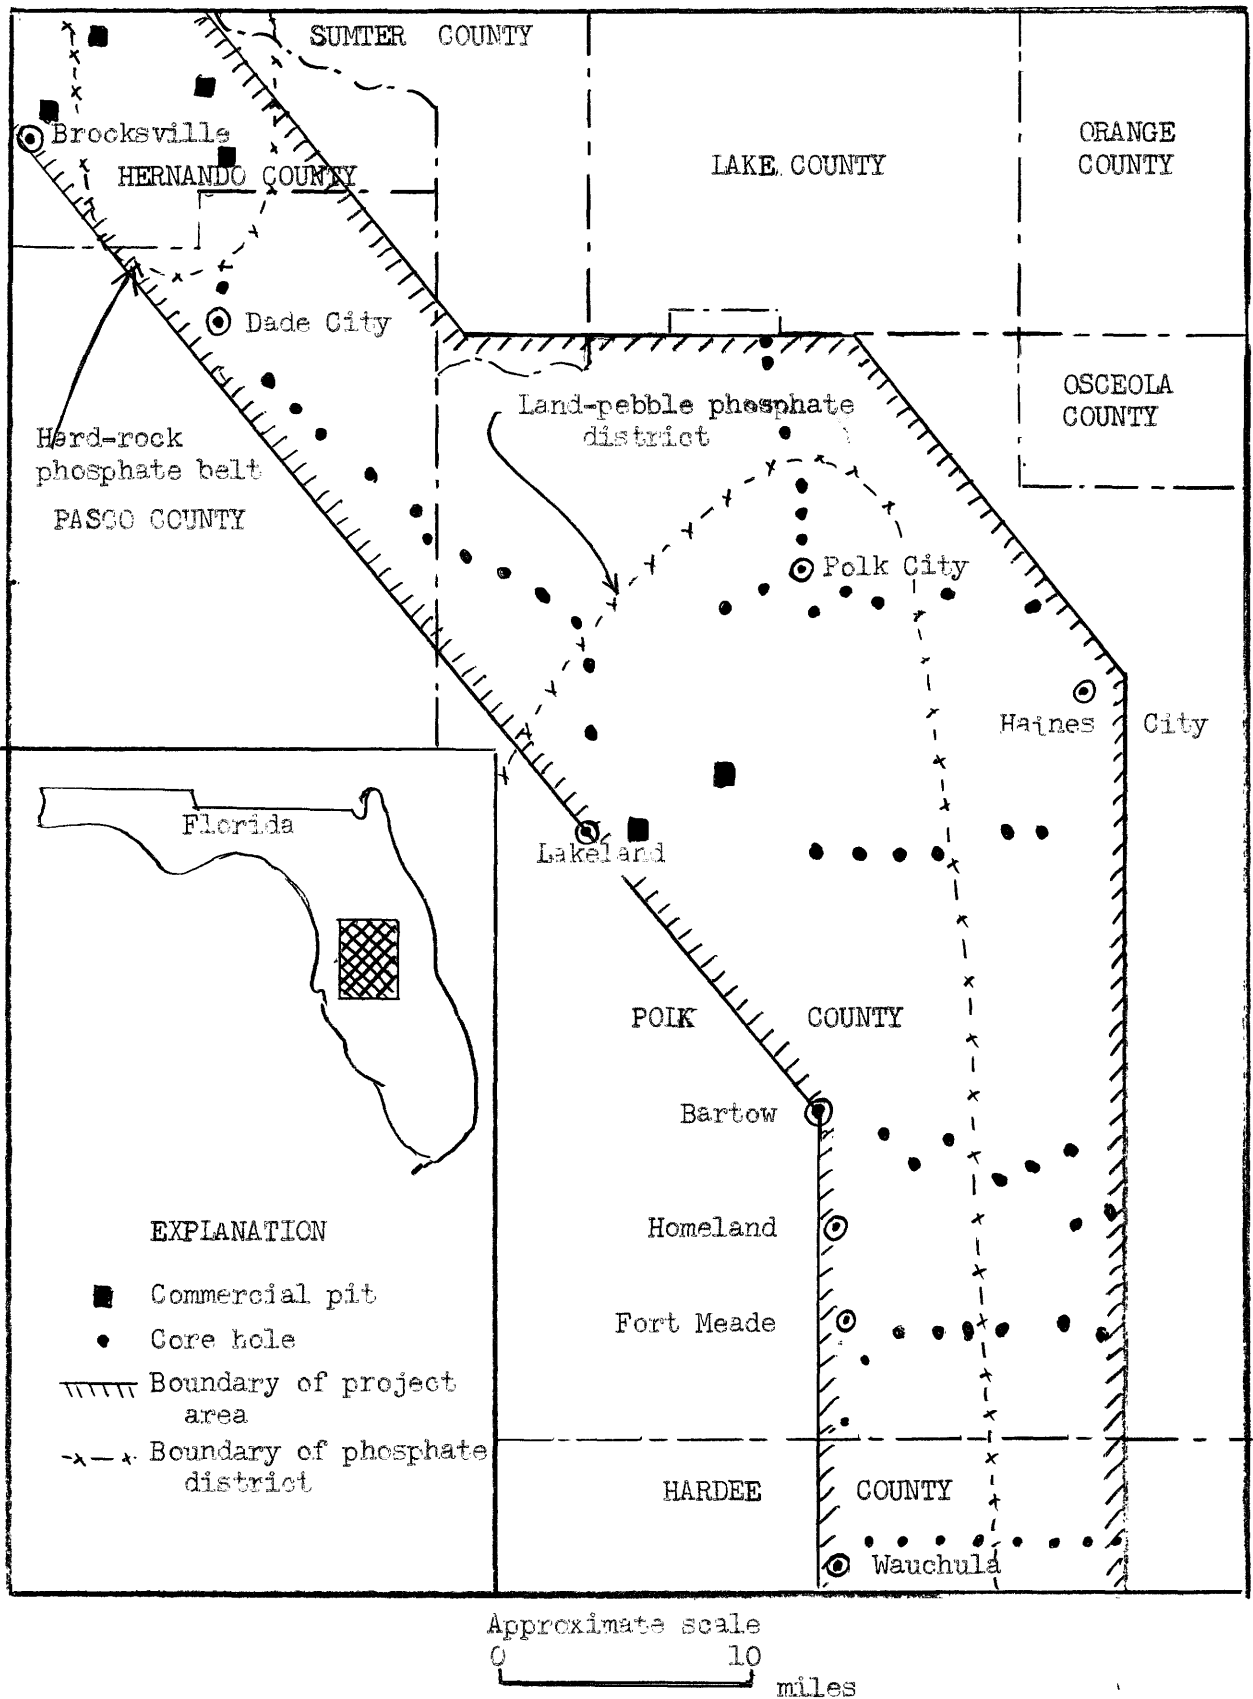 SUMTER COUNTY
ORANGE
COUNTY
LAKE COUNTY
Brooksville
HERNANDO COUNTY
Dade City
OSCEOLA
COUNTY
Land-pebble phosphate
district
Hard-rock
phosphate belt
PASCO COUNTY
Polk City
Haines City
Florida
Lakeland
POLK COUNTY
Bartow
Homeland
Fort Meade
HARDEE COUNTY
Wauchula
EXPLANATION
Commercial pit
Core hole
Boundary of project
area
Boundary of phosphate
district
Approximate scale
0 10
miles